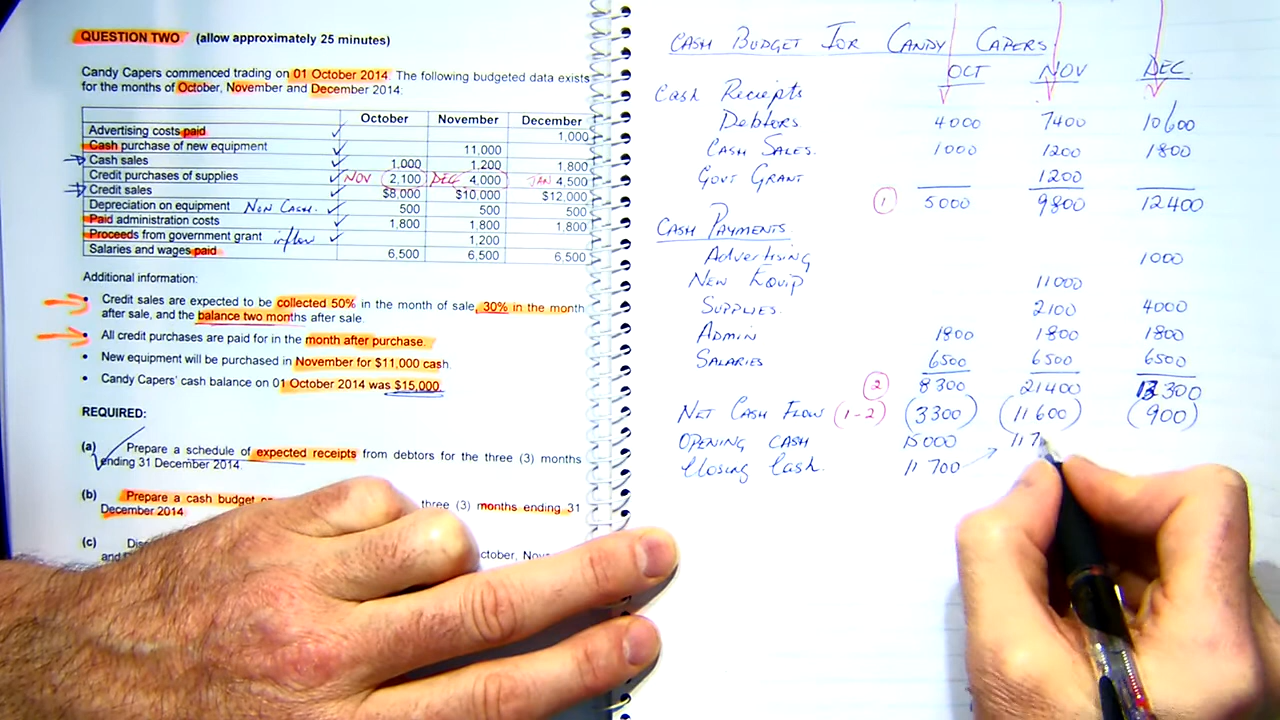 QUESTION TWO (allow approximately 25 minutes)
Candy Capers commenced trading on 01 October 2014. The following budgeted data exists
for the months of October, November and December 2014:
October November December
Advertising costs paid ✓ 1,000
Cash purchase of new equipment ✓ 11,000
Cash sales ✓ 1,000 1,200 1,800
Credit purchases of supplies ✓ NOV 2,100 DEC 4,000 JAN 4,500
Credit sales ✓ $8,000 $10,000 $12,000
Depreciation on equipment NON CASH. ✓ 500 500 500
Paid administration costs ✓ 1,800 1,800 1,800
Proceeds from government grant inflow ✓ 1,200
Salaries and wages paid 6,500 6,500 6,500
Additional information:
• Credit sales are expected to be collected 50% in the month of sale, 30% in the month
after sale, and the balance two months after sale.
• All credit purchases are paid for in the month after purchase.
• New equipment will be purchased in November for $11,000 cash.
• Candy Capers' cash balance on 01 October 2014 was $15,000.
REQUIRED:
(a) Prepare a schedule of expected receipts from debtors for the three (3) months
ending 31 December 2014.
(b) Prepare a cash budget three (3) months ending 31
December 2014
(c)
and
CASH BUDGET FOR CANDY CAPERS
OCT NOV DEC.
Cash Reciepts
Debtors 4000 7400 10600
CASH SALES. 1000 1200 1800
GOVT GRANT 1200
1 5000 9800 12400
CASH PAYMENTS.
Advertising 1000
NEW EQUIP 11000
SUPPLIES. 2100 4000
ADMIN 1800 1800 1800
SALARIES 6500 6500 6500
2 8300 21400 13300
NET CASH FLOW (1-2) (3300) (11600) (900)
OPENING CASH 15000 117
Closing Cash. 11700